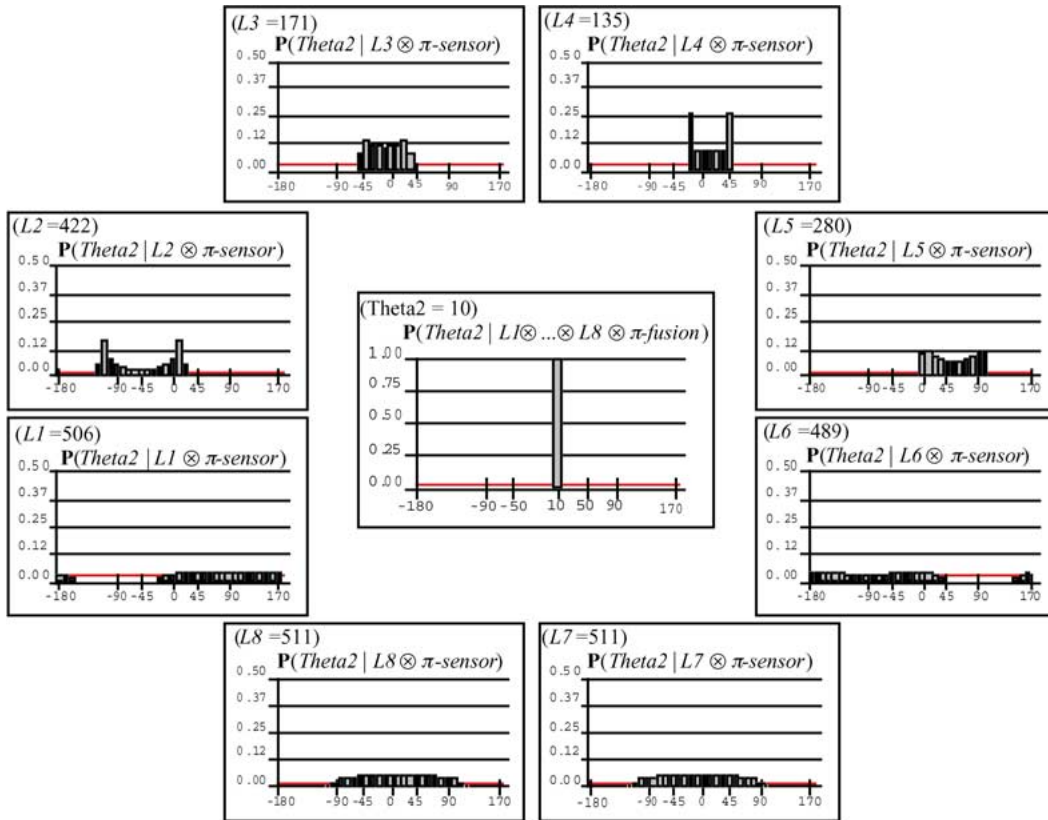 (L3 =171)
P(Theta2 | L3 ⊗ π-sensor)
0.50
0.37
0.25
0.12
0.00
-180 -90 -45 0 45 90 170
(L4 =135)
P(Theta2 | L4 ⊗ π-sensor)
0.50
0.37
0.25
0.12
0.00
-180 -90 -45 0 45 90 170
(L2 =422)
P(Theta2 | L2 ⊗ π-sensor)
0.50
0.37
0.25
0.12
0.00
-180 -90 -45 0 45 90 170
(Theta2 = 10)
P(Theta2 | L1⊗ ...⊗ L8 ⊗ π-fusion)
1.00
0.75
0.50
0.25
0.00
-180 -90 -50 10 50 90 170
(L5 =280)
P(Theta2 | L5 ⊗ π-sensor)
0.50
0.37
0.25
0.12
0.00
-180 -90 -45 0 45 90 170
(L1 =506)
P(Theta2 | L1 ⊗ π-sensor)
0.50
0.37
0.25
0.12
0.00
-180 -90 -45 0 45 90 170
(L6 =489)
P(Theta2 | L6 ⊗ π-sensor)
0.50
0.37
0.25
0.12
0.00
-180 -90 -45 0 45 90 170
(L8 =511)
P(Theta2 | L8 ⊗ π-sensor)
0.50
0.37
0.25
0.12
0.00
-180 -90 -45 0 45 90 170
(L7 =511)
P(Theta2 | L7 ⊗ π-sensor)
0.50
0.37
0.25
0.12
0.00
-180 -90 -45 0 45 90 170